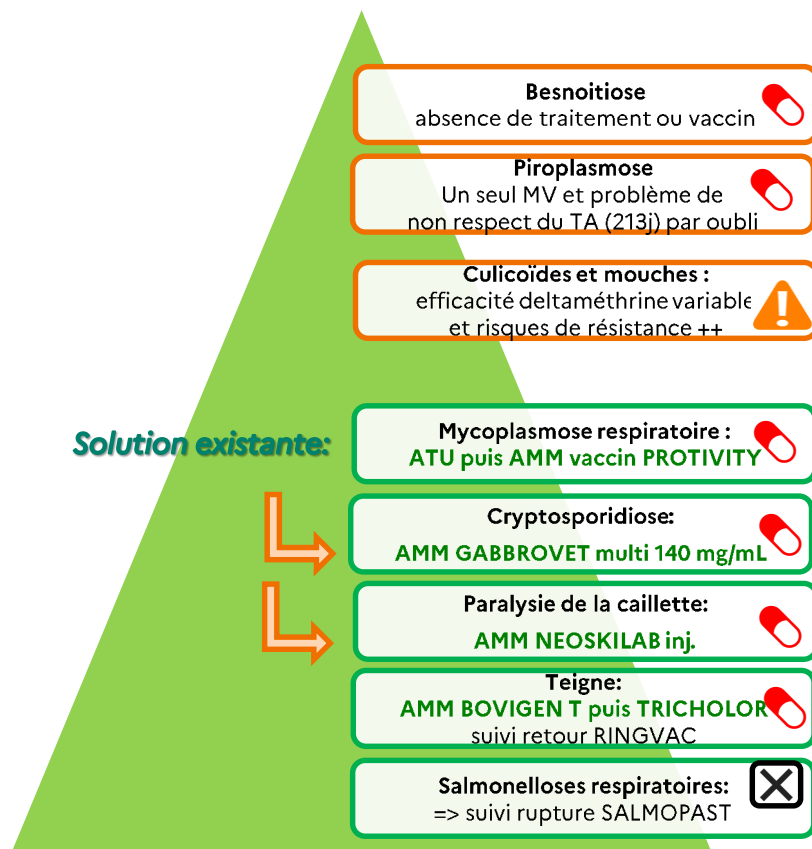 Besnoitiose
absence de traitement ou vaccin
Piroplasmose
Un seul MV et problème de
non respect du TA (213j) par oubli
Culicoïdes et mouches :
efficacité deltaméthrine variable
et risques de résistance ++
Solution existante:
Mycoplasmose respiratoire :
ATU puis AMM vaccin PROTIVITY
Cryptosporidiose:
AMM GABBROVET multi 140 mg/mL
Paralysie de la caillette:
AMM NEOSKILAB inj.
Teigne:
AMM BOVIGEN T puis TRICHOLOR
suivi retour RINGVAC
Salmonelloses respiratoires:
=> suivi rupture SALMOPAST